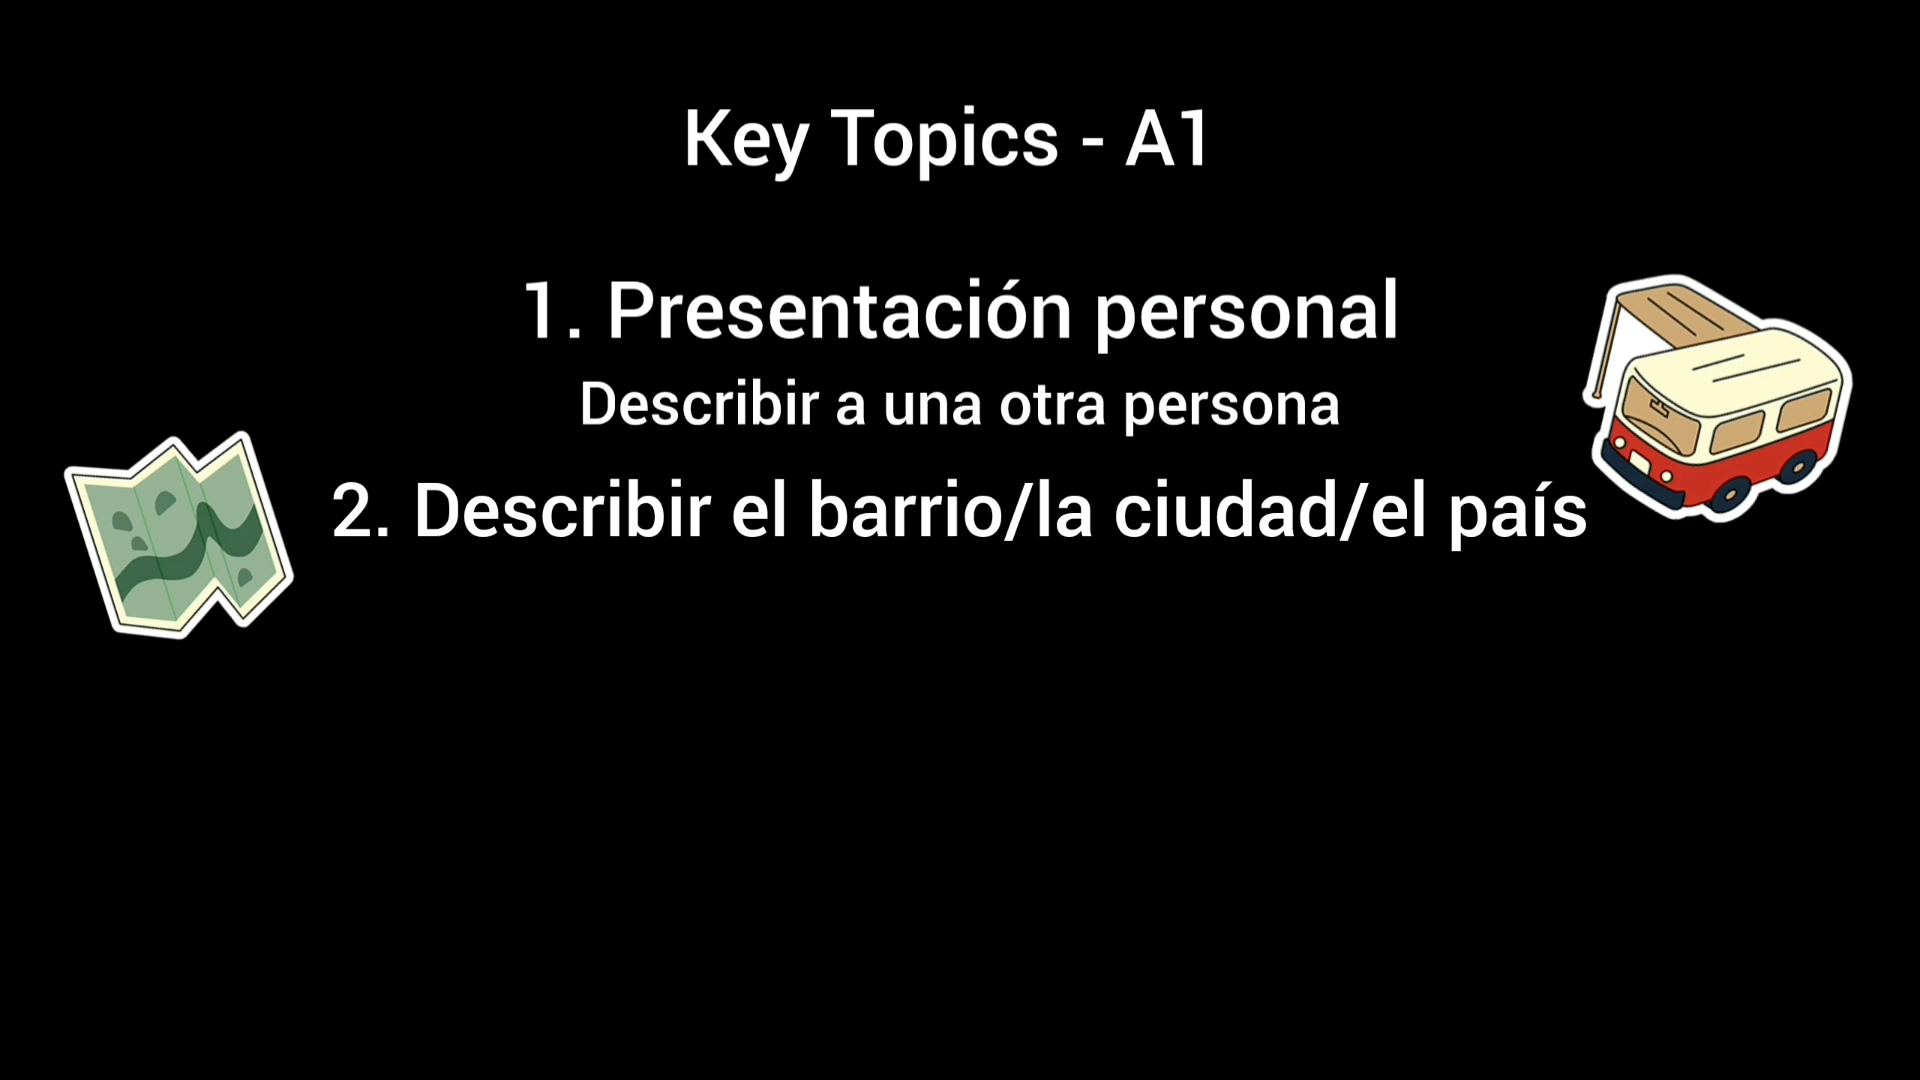 Key Topics - A1
1. Presentación personal
Describir a una otra persona
2. Describir el barrio/la ciudad/el país